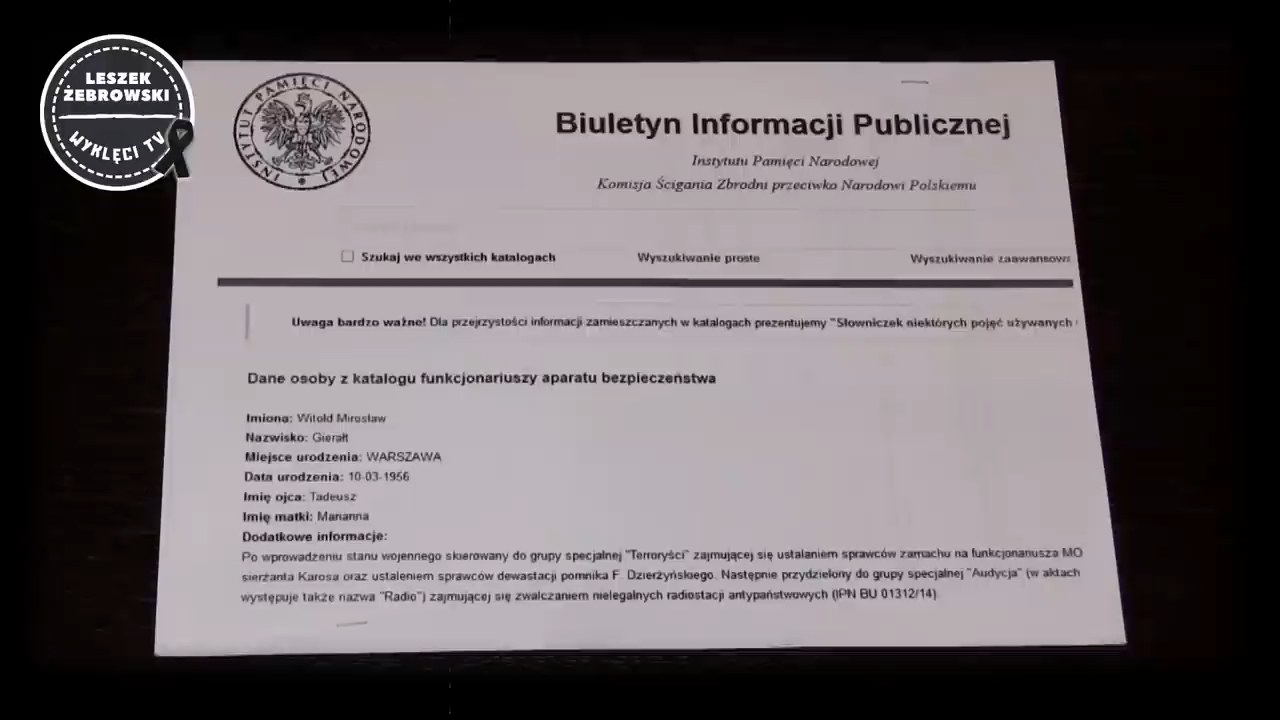 LESZEK
ŻEBROWSKI
WYKLĘCI TV
INSTYTUT PAMIĘCI NARODOWEJ
Biuletyn Informacji Publicznej
Instytutu Pamięci Narodowej
Komisja Ścigania Zbrodni przeciwko Narodowi Polskiemu
Szukaj we wszystkich katalogach Wyszukiwanie proste Wyszukiwanie zaawansowa
Uwaga bardzo ważne! Dla przejrzystości informacji zamieszczanych w katalogach prezentujemy "Słowniczek niektórych pojęć używanych
Dane osoby z katalogu funkcjonariuszy aparatu bezpieczeństwa
Imiona: Witold Mirosław
Nazwisko: Gierałt
Miejsce urodzenia: WARSZAWA
Data urodzenia: 10-03-1956
Imię ojca: Tadeusz
Imię matki: Marianna
Dodatkowe informacje:
Po wprowadzeniu stanu wojennego skierowany do grupy specjalnej "Terroryści" zajmującej się ustalaniem sprawców zamachu na funkcjonariusza MO
sierżanta Karosa oraz ustaleniem sprawców dewastacji pomnika F. Dzierżyńskiego. Następnie przydzielony do grupy specjalnej "Audycja" (w aktach
występuje także nazwa "Radio") zajmującej się zwalczaniem nielegalnych radiostacji antypaństwowych (IPN BU 01312/14).